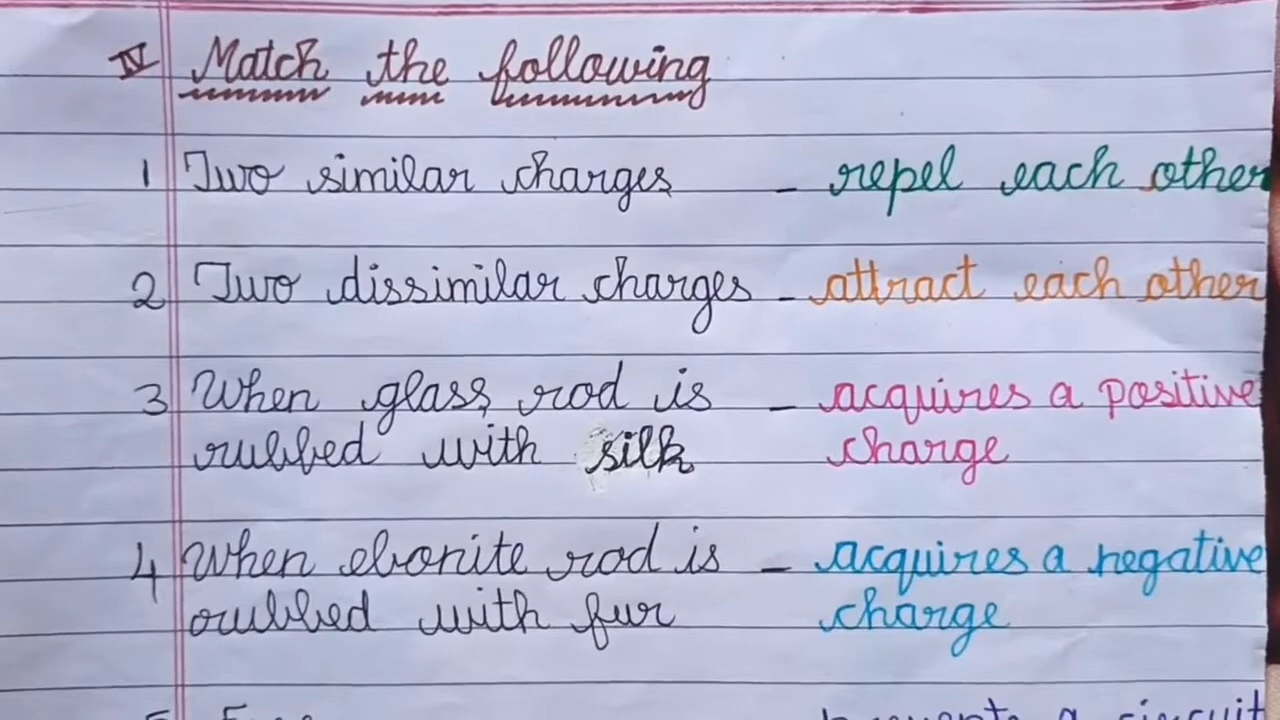 IV Match the following
1 Two similar charges - repel each other
2 Two dissimilar charges - attract each other
3 When glass rod is - acquires a positive
rubbed with silk charge
4 When ebonite rod is - acquires a negative
rubbed with fur charge
a circuit